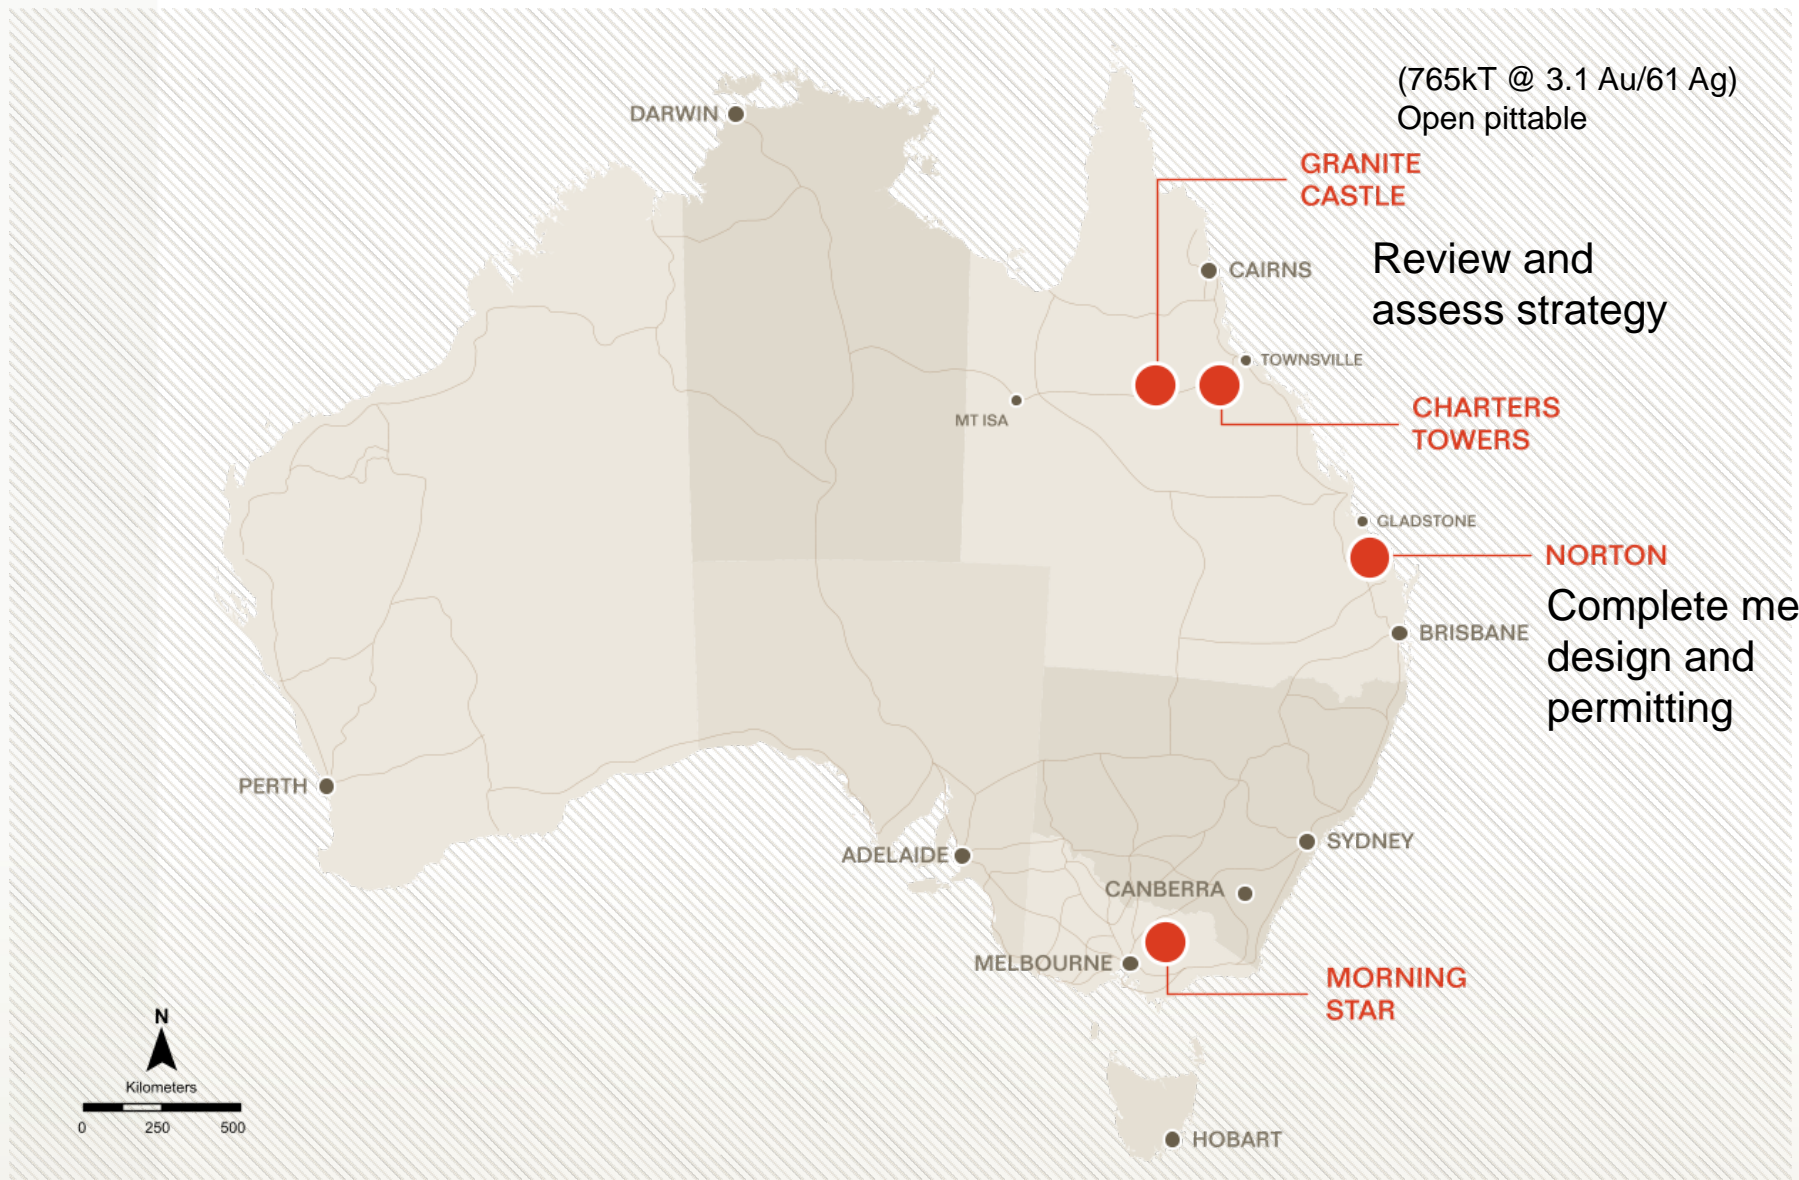 (765kT @ 3.1 Au/61 Ag)
Open pittable
DARWIN
GRANITE
CASTLE
CAIRNS
Review and
assess strategy
TOWNSVILLE
MT ISA
CHARTERS
TOWERS
GLADSTONE
NORTON
Complete me
design and
permitting
BRISBANE
PERTH
ADELAIDE
SYDNEY
CANBERRA
MELBOURNE
MORNING
STAR
N
Kilometers
0 250 500
HOBART